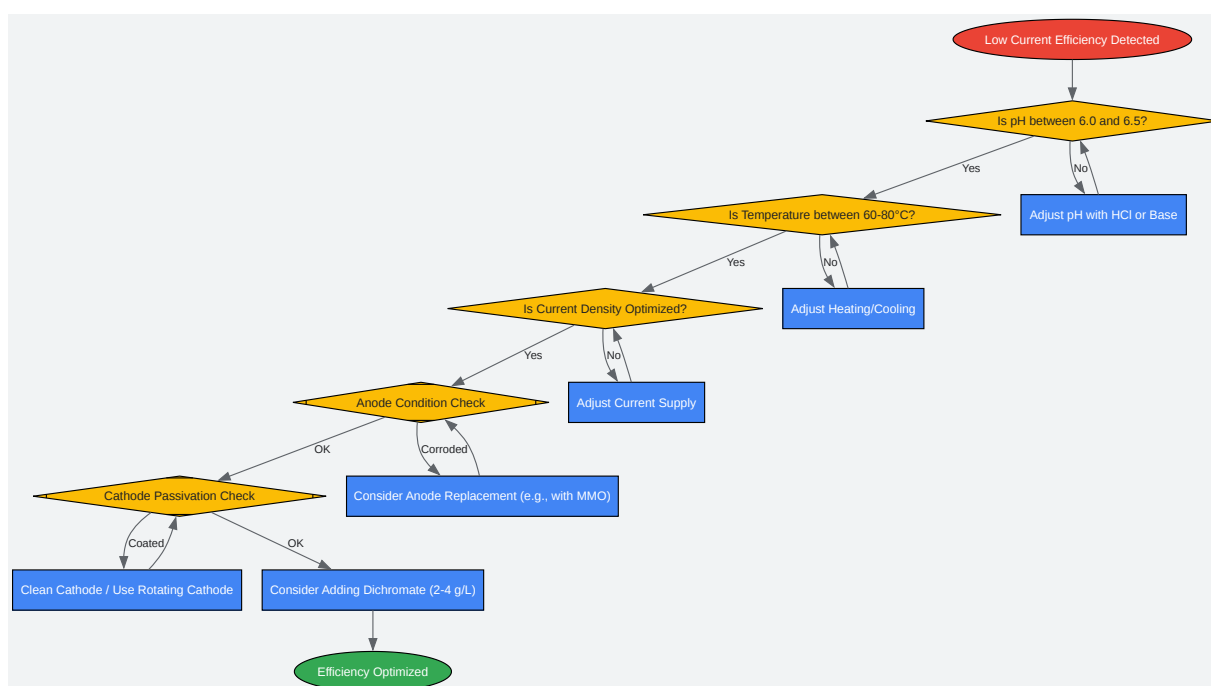 Low Current Efficiency Detected
Is pH between 6.0 and 6.5?
Yes
No
Adjust pH with HCl or Base
Is Temperature between 60-80°C?
Yes
No
Adjust Heating/Cooling
Is Current Density Optimized?
Yes
No
Adjust Current Supply
Anode Condition Check
OK
Corroded
Consider Anode Replacement (e.g., with MMO)
Cathode Passivation Check
Coated
OK
Clean Cathode / Use Rotating Cathode
Consider Adding Dichromate (2-4 g/L)
Efficiency Optimized